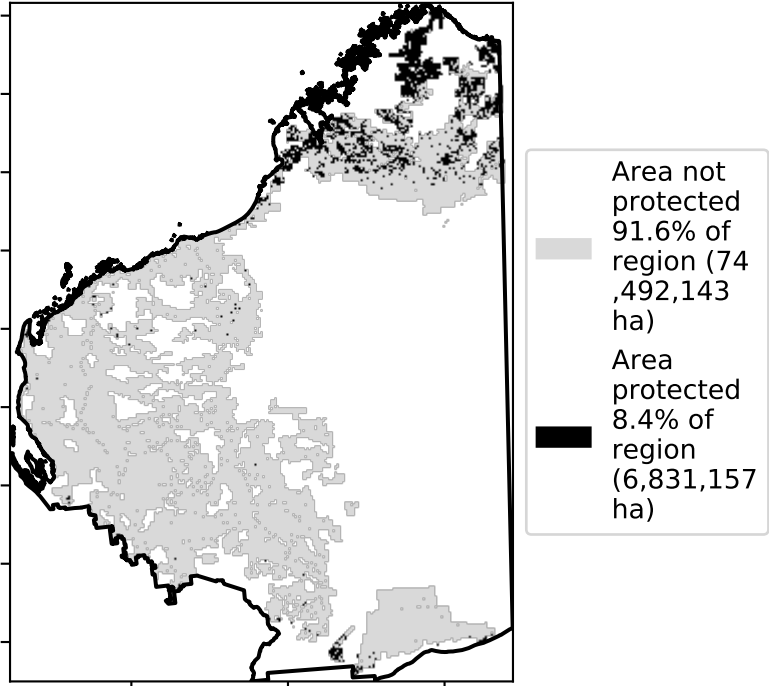 Area not
protected
91.6% of
region (74
,492,143
ha)
Area
protected
8.4% of
region
(6,831,157
ha)